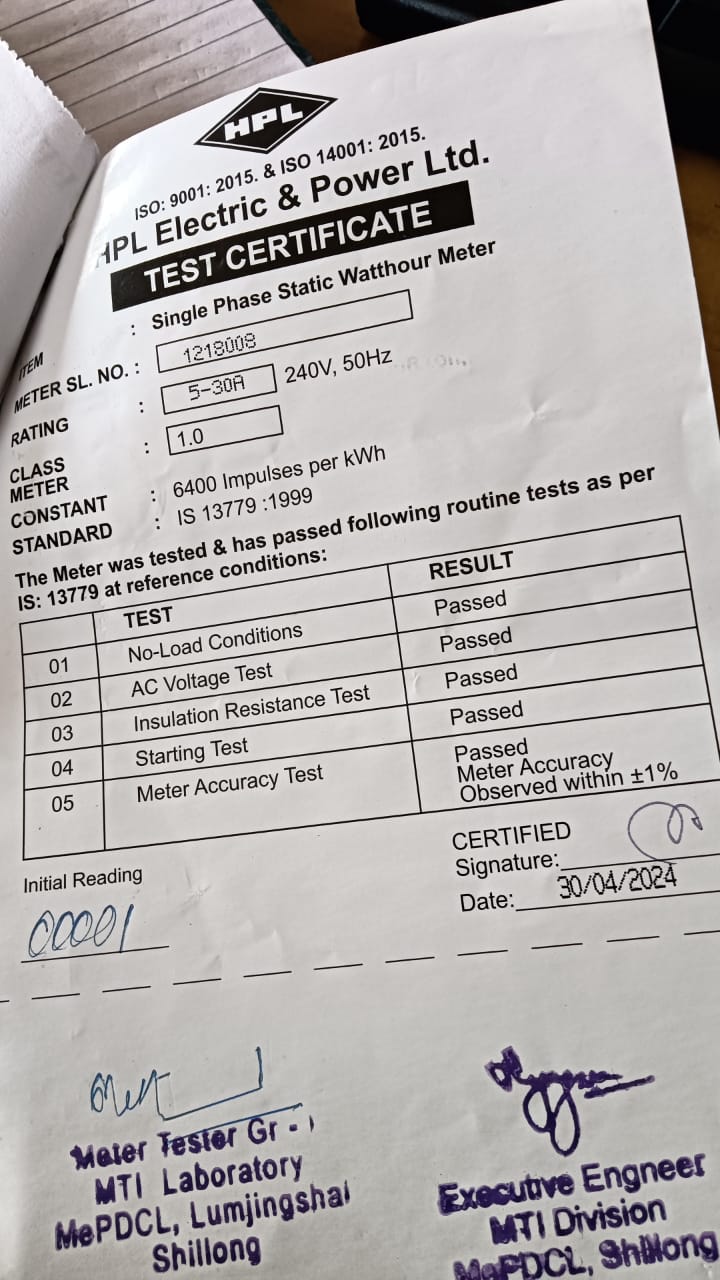 HPL
ISO: 9001: 2015. & ISO 14001: 2015.
HPL Electric & Power Ltd.
TEST CERTIFICATE
ITEM : Single Phase Static Watthour Meter
METER SL. NO. : 1218008
RATING : 5-30A 240V, 50Hz
CLASS : 1.0
METER
CONSTANT : 6400 Impulses per kWh
STANDARD : IS 13779 :1999
The Meter was tested & has passed following routine tests as per
IS: 13779 at reference conditions:
TEST RESULT
01 No-Load Conditions Passed
02 AC Voltage Test Passed
03 Insulation Resistance Test Passed
04 Starting Test Passed
05 Meter Accuracy Test Passed
Meter Accuracy
Observed within ±1%
CERTIFIED
Signature:
Date: 30/04/2024
Initial Reading
00001
Meter Tester Gr - I
MTI Laboratory
MePDCL, Lumjingshai
Shillong
Executive Engneer
MTI Division
MePDCL, Shillong